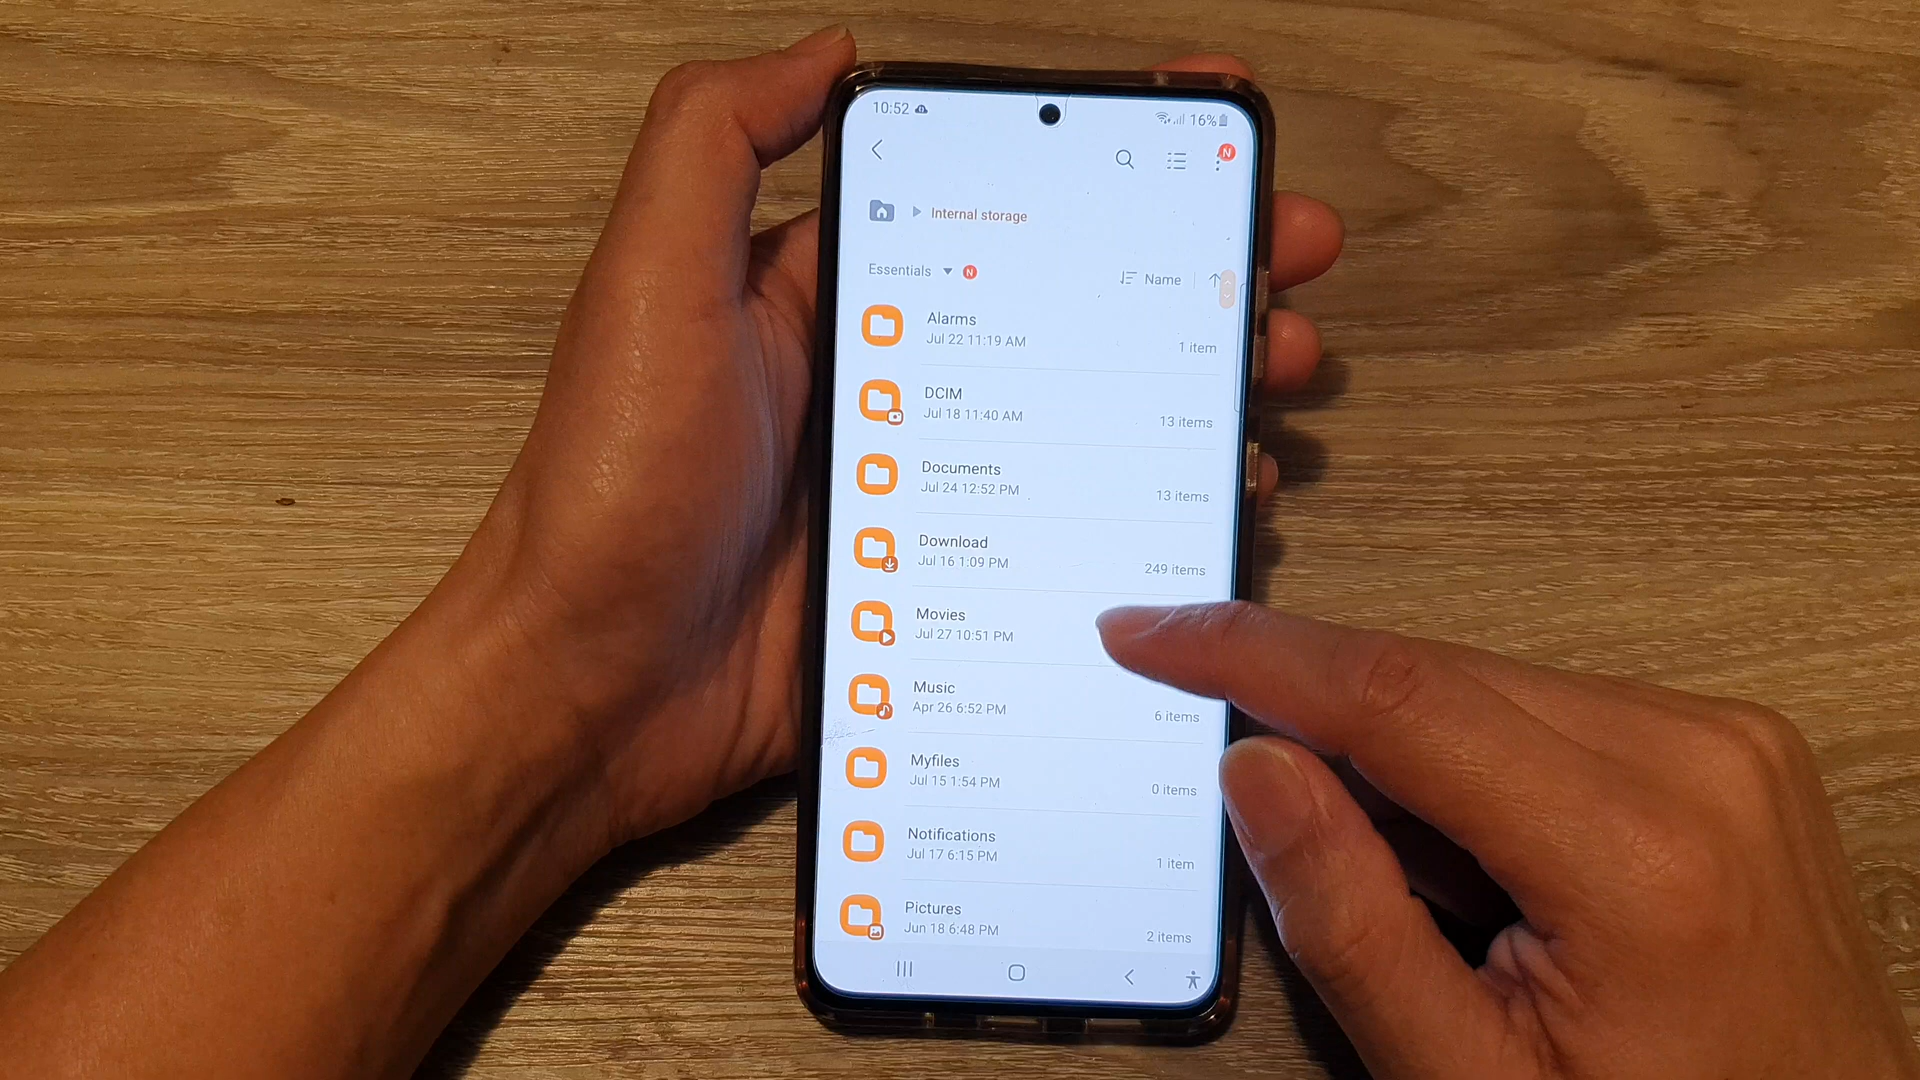 10:52
16%
N
Internal storage
Essentials N
Name
Alarms
Jul 22 11:19 AM
1 item
DCIM
Jul 18 11:40 AM
13 items
Documents
Jul 24 12:52 PM
13 items
Download
Jul 16 1:09 PM
249 items
Movies
Jul 27 10:51 PM
Music
Apr 26 6:52 PM
6 items
Myfiles
Jul 15 1:54 PM
0 items
Notifications
Jul 17 6:15 PM
1 item
Pictures
Jun 18 6:48 PM
2 items